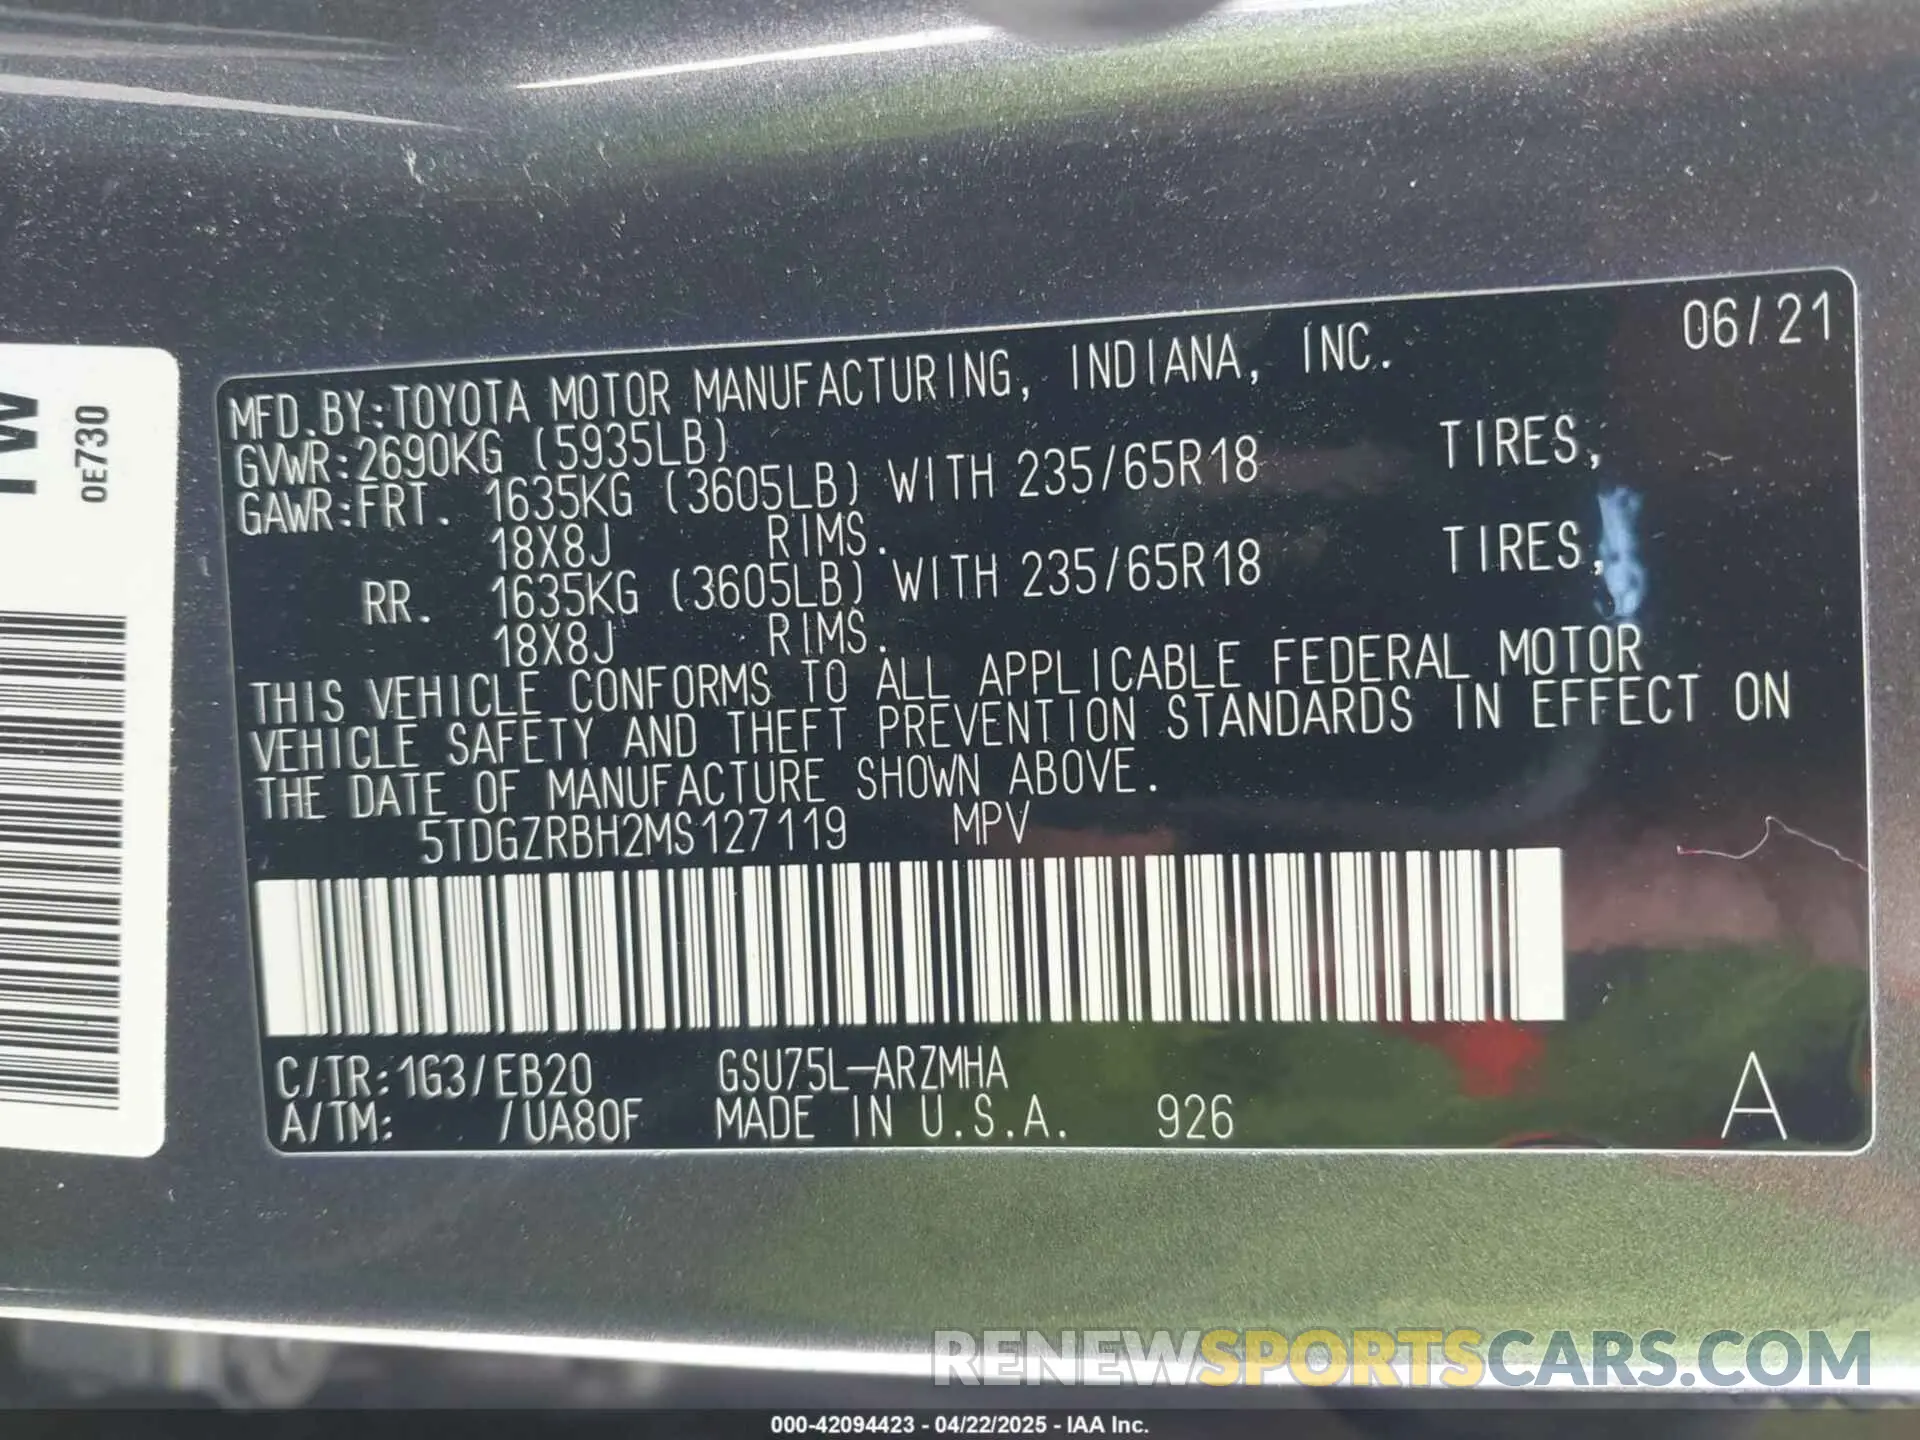 TW
0E730
06/21
MFD.BY:TOYOTA MOTOR MANUFACTURING, INDIANA, INC.
GVWR:2690KG (5935LB)
GAWR:FRT. 1635KG (3605LB) WITH 235/65R18 TIRES,
18X8J RIMS.
RR. 1635KG (3605LB) WITH 235/65R18 TIRES,
18X8J RIMS.
THIS VEHICLE CONFORMS TO ALL APPLICABLE FEDERAL MOTOR
VEHICLE SAFETY AND THEFT PREVENTION STANDARDS IN EFFECT ON
THE DATE OF MANUFACTURE SHOWN ABOVE.
5TDGZRBH2MS127119 MPV
C/TR:1G3/EB20 GSU75L-ARZMHA
A/TM: /UA80F MADE IN U.S.A. 926
A
RENEWSPORTSCARS.COM
000-42094423 - 04/22/2025 - IAA Inc.